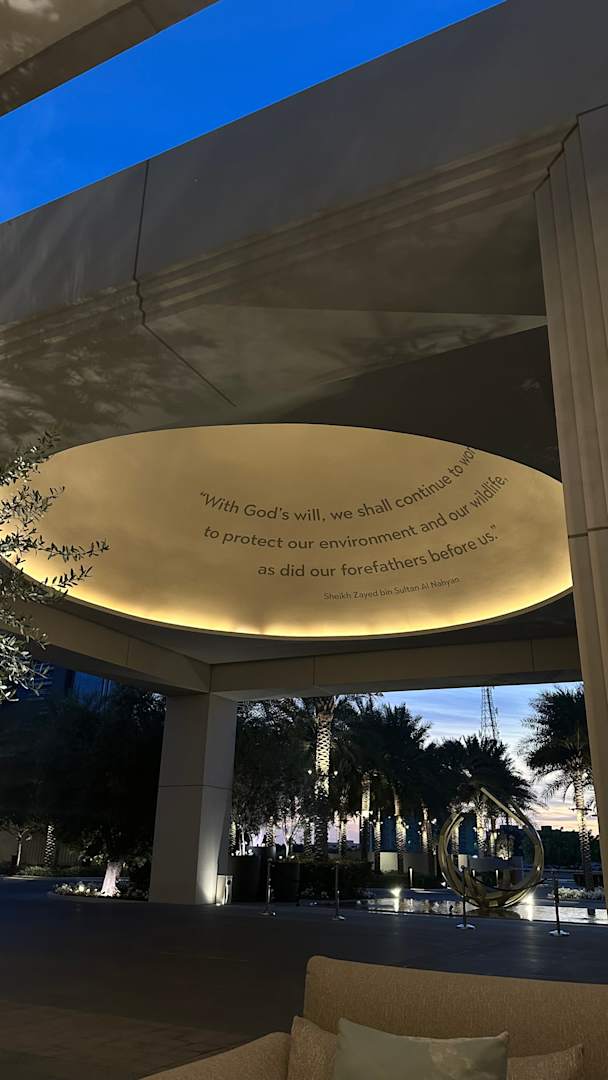 “With God’s will, we shall continue to wor
to protect our environment and our wildlife,
as did our forefathers before us.”
Sheikh Zayed bin Sultan Al Nahyan